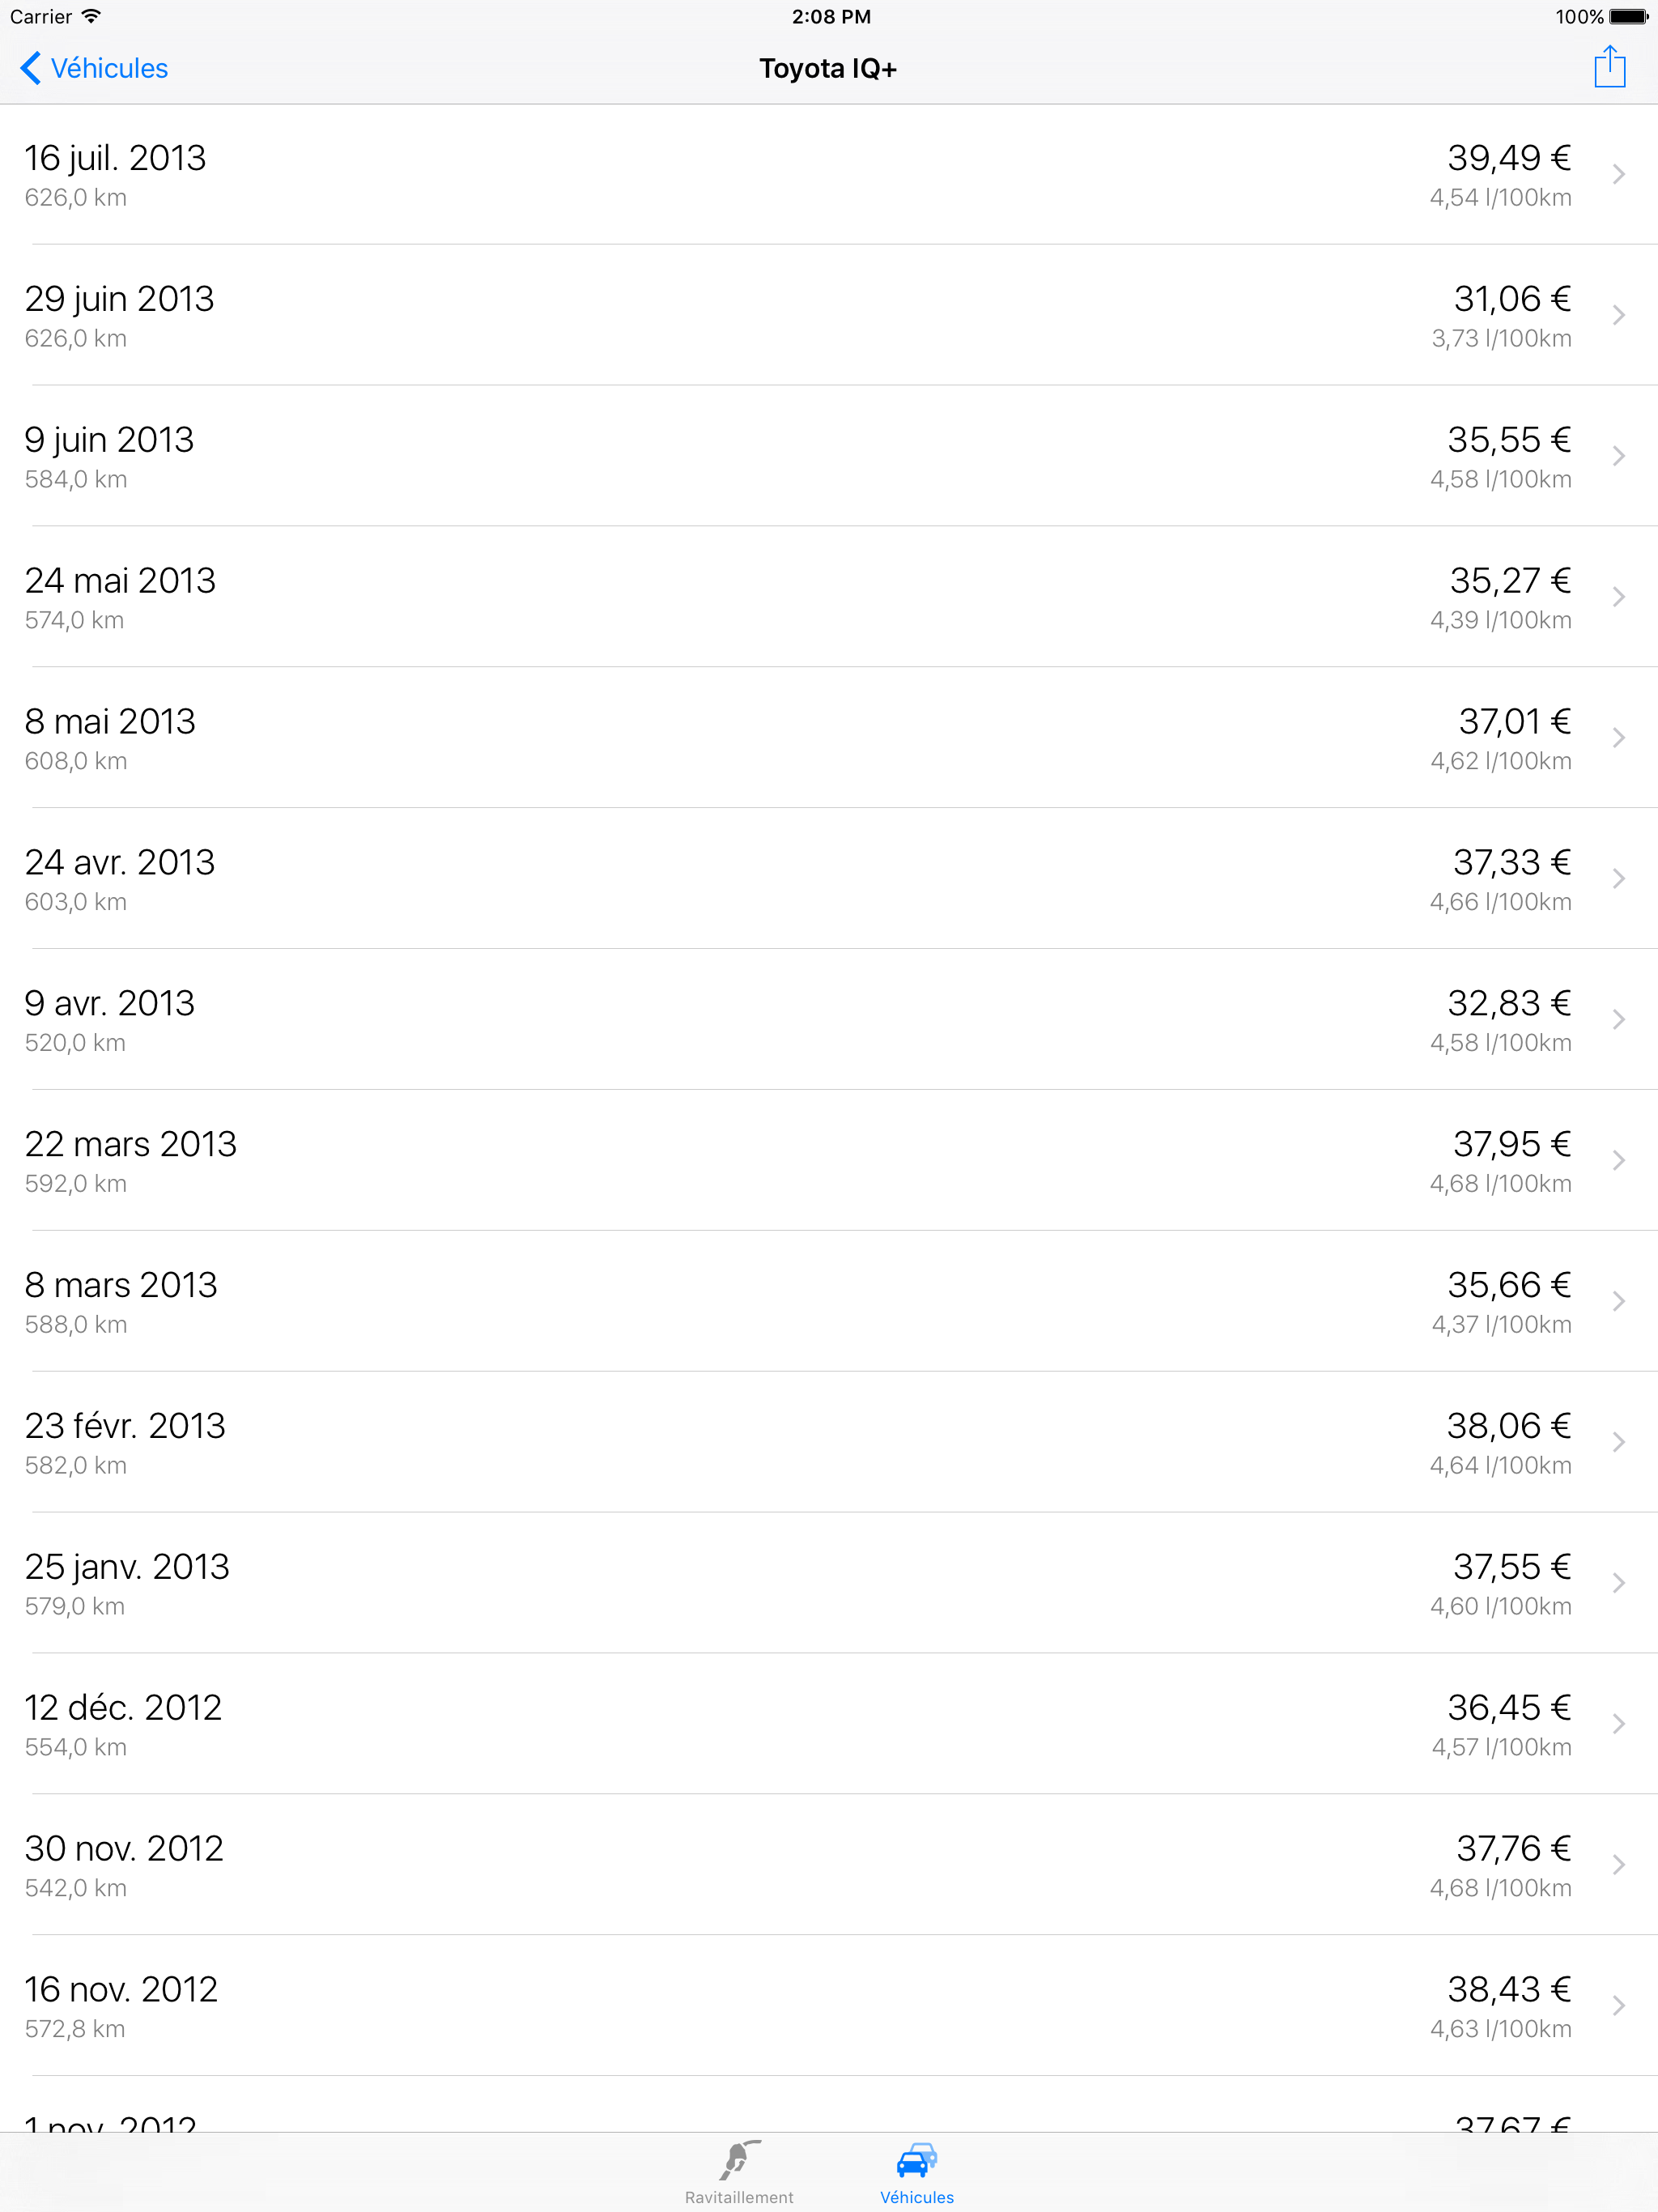 Carrier 2:08 PM 100%
Véhicules Toyota IQ+
16 juil. 2013 39,49 €
626,0 km 4,54 l/100km
29 juin 2013 31,06 €
626,0 km 3,73 l/100km
9 juin 2013 35,55 €
584,0 km 4,58 l/100km
24 mai 2013 35,27 €
574,0 km 4,39 l/100km
8 mai 2013 37,01 €
608,0 km 4,62 l/100km
24 avr. 2013 37,33 €
603,0 km 4,66 l/100km
9 avr. 2013 32,83 €
520,0 km 4,58 l/100km
22 mars 2013 37,95 €
592,0 km 4,68 l/100km
8 mars 2013 35,66 €
588,0 km 4,37 l/100km
23 févr. 2013 38,06 €
582,0 km 4,64 l/100km
25 janv. 2013 37,55 €
579,0 km 4,60 l/100km
12 déc. 2012 36,45 €
554,0 km 4,57 l/100km
30 nov. 2012 37,76 €
542,0 km 4,68 l/100km
16 nov. 2012 38,43 €
572,8 km 4,63 l/100km
1 nov. 2012 37,67 €
Ravitaillement Véhicules